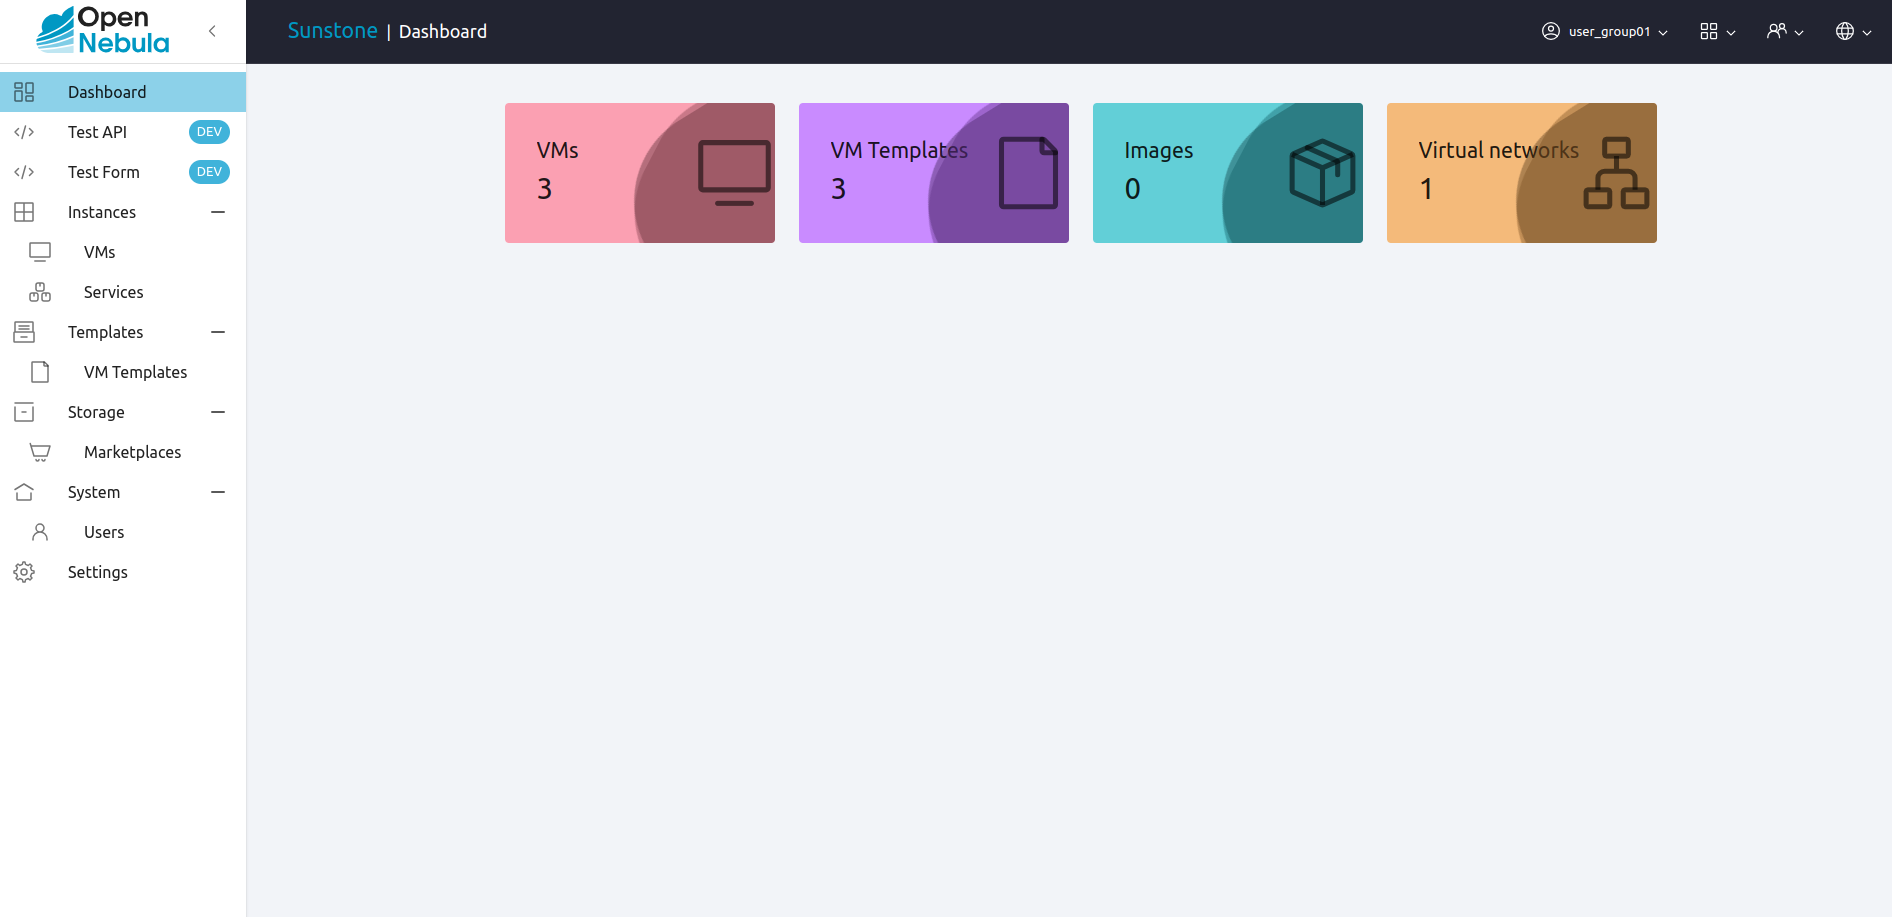 Open
Nebula
Sunstone | Dashboard
user_group01
Dashboard
Test API DEV
Test Form DEV
Instances
VMs
Services
Templates
VM Templates
Storage
Marketplaces
System
Users
Settings
VMs
3
VM Templates
3
Images
0
Virtual networks
1